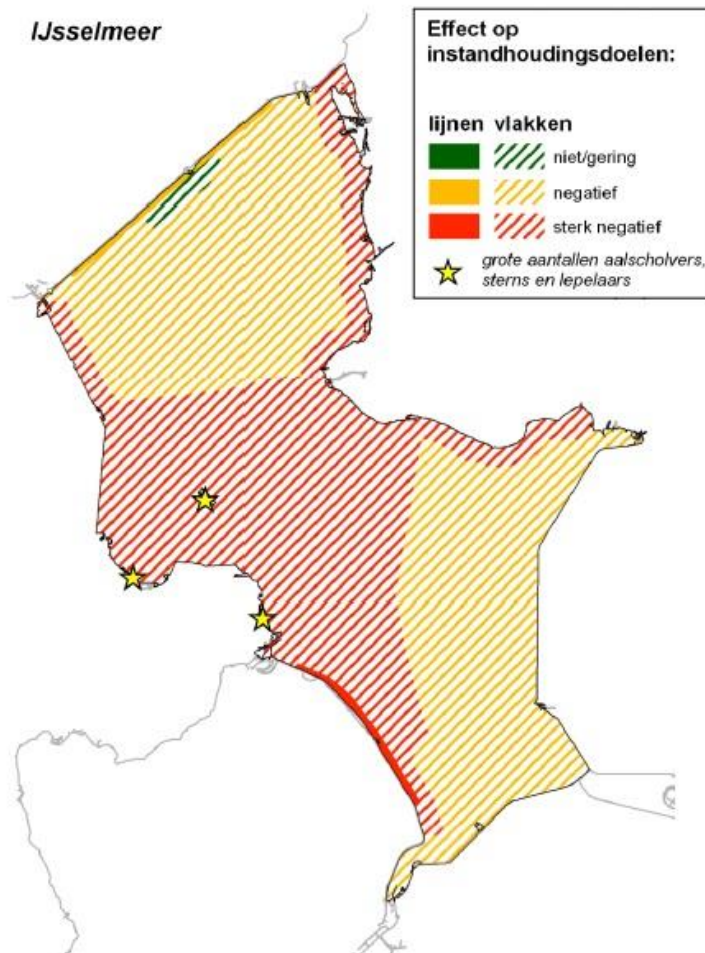 IJsselmeer
Effect op
instandhoudingsdoelen:
lijnen vlakken
niet/gering
negatief
sterk negatief
grote aantallen aalscholvers,
sterns en lepelaars